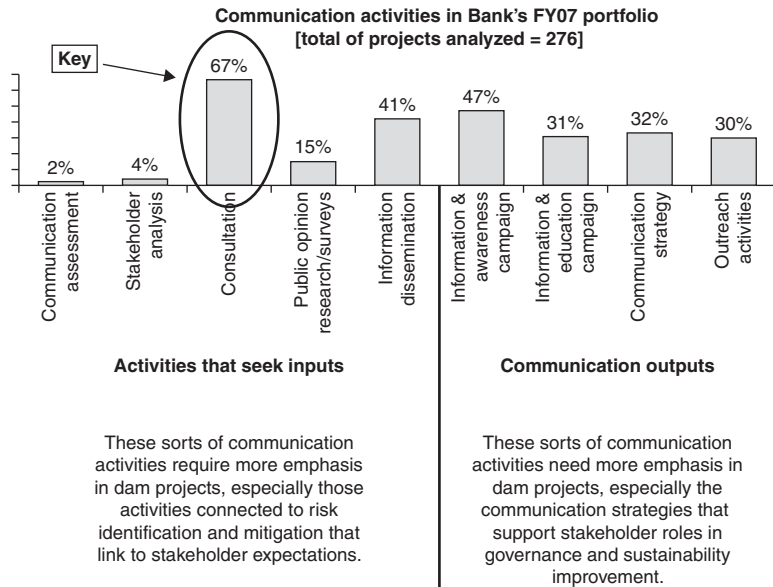 Communication activities in Bank's FY07 portfolio
[total of projects analyzed = 276]
Key
2%
4%
67%
15%
41%
47%
31%
32%
30%
Communication
assessment
Stakeholder
analysis
Consultation
Public opinion
research/surveys
Information
dissemination
Information &
awareness
campaign
Information &
education
campaign
Communication
strategy
Outreach
activities
Activities that seek inputs
Communication outputs
These sorts of communication
activities require more emphasis
in dam projects, especially those
activities connected to risk
identification and mitigation that
link to stakeholder expectations.
These sorts of communication
activities need more emphasis in
dam projects, especially the
communication strategies that
support stakeholder roles in
governance and sustainability
improvement.